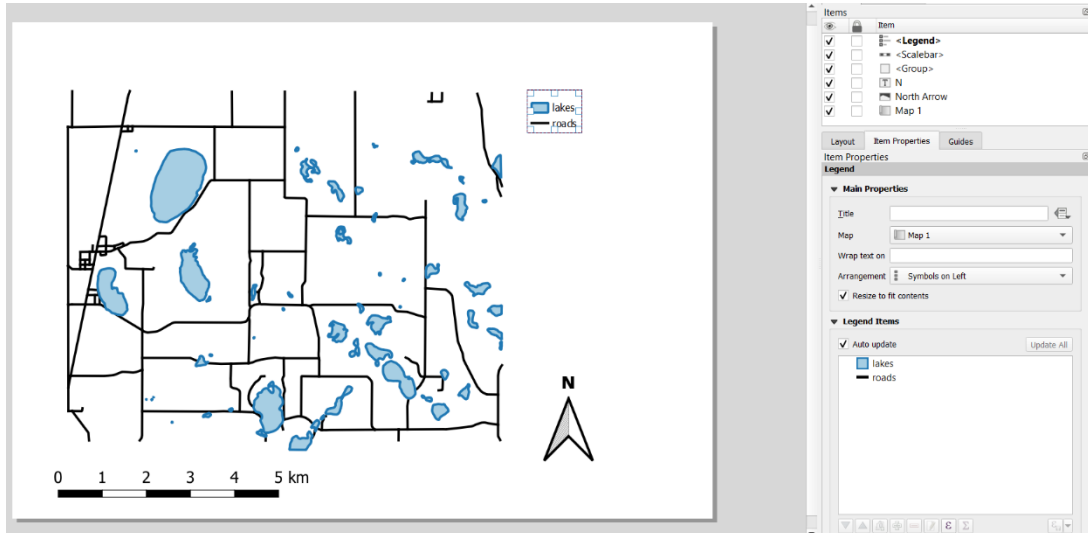 lakes
roads
N
0 1 2 3 4 5 km
Items
Item
<Legend>
<Scalebar>
<Group>
N
North Arrow
Map 1
Layout Item Properties Guides
Item Properties
Legend
Main Properties
Title
Map Map 1
Wrap text on
Arrangement Symbols on Left
Resize to fit contents
Legend Items
Auto update Update All
lakes
roads
ε Σ